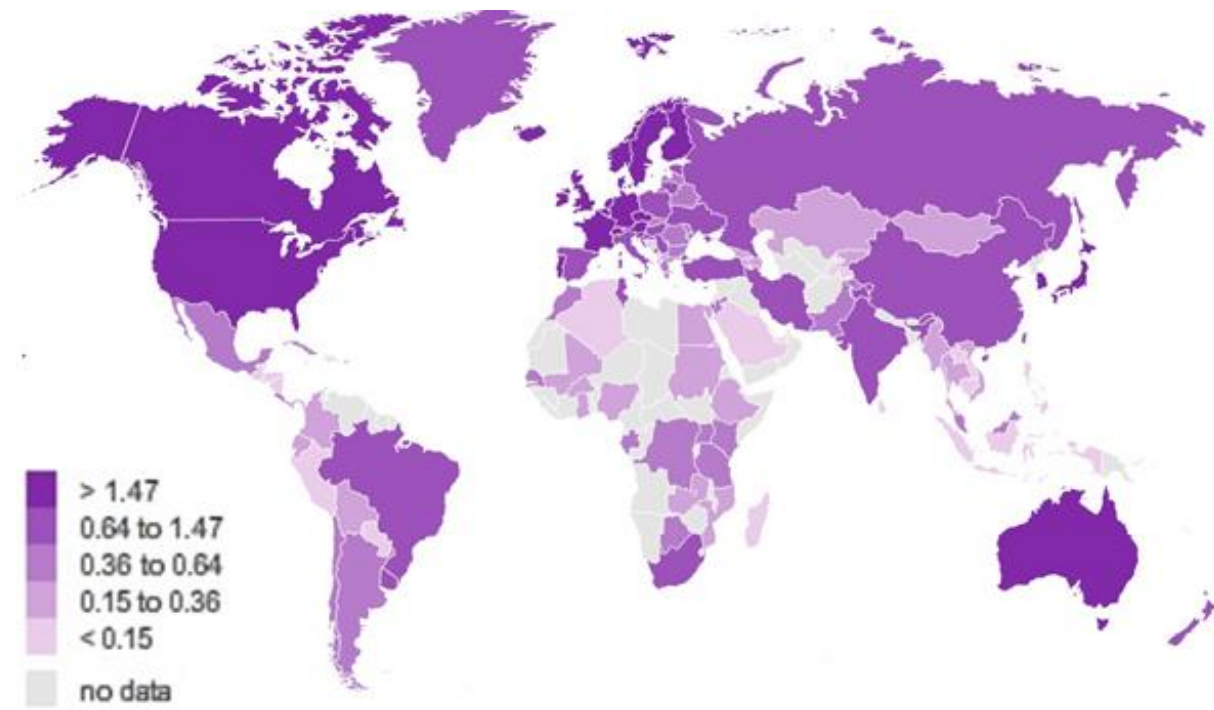 > 1.47
0.64 to 1.47
0.36 to 0.64
0.15 to 0.36
< 0.15
no data